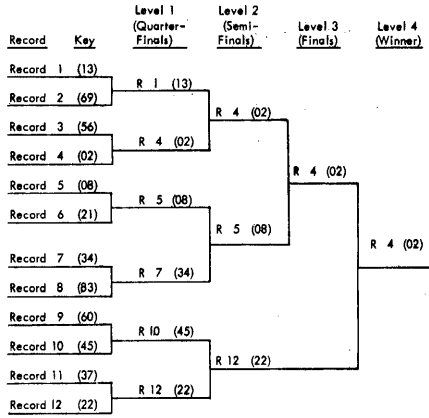 Level 1 Level 2
(Quarter- (Semi- Level 3 Level 4
Record Key Finals) Finals) (Finals) (Winner)
Record 1 (13)
R 1 (13)
Record 2 (69)
R 4 (02)
Record 3 (56)
R 4 (02)
Record 4 (02)
R 4 (02)
Record 5 (08)
R 5 (08)
Record 6 (21)
R 5 (08)
R 4 (02)
Record 7 (34)
R 7 (34)
Record 8 (83)
Record 9 (60)
R 10 (45)
Record 10 (45)
R 12 (22)
Record 11 (37)
R 12 (22)
Record 12 (22)